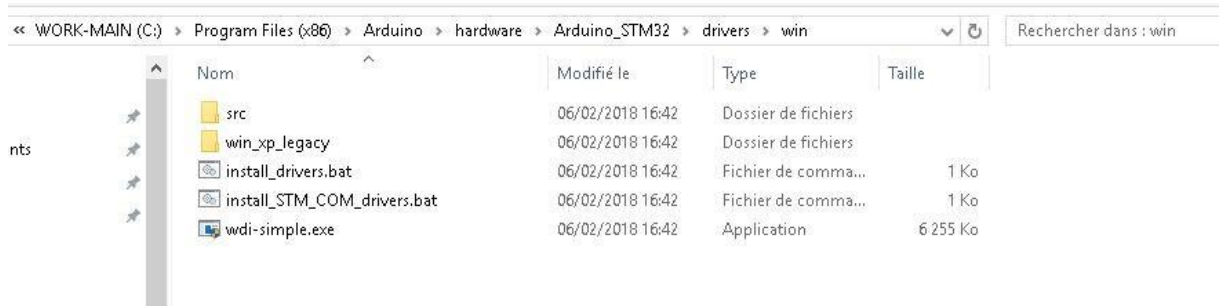 « WORK-MAIN (C:) > Program Files (x86) > Arduino > hardware > Arduino_STM32 > drivers > win Rechercher dans : win
Nom Modifié le Type Taille
src 06/02/2018 16:42 Dossier de fichiers
win_xp_legacy 06/02/2018 16:42 Dossier de fichiers
nts
install_drivers.bat 06/02/2018 16:42 Fichier de comma... 1 Ko
install_STM_COM_drivers.bat 06/02/2018 16:42 Fichier de comma... 1 Ko
wdi-simple.exe 06/02/2018 16:42 Application 6 255 Ko